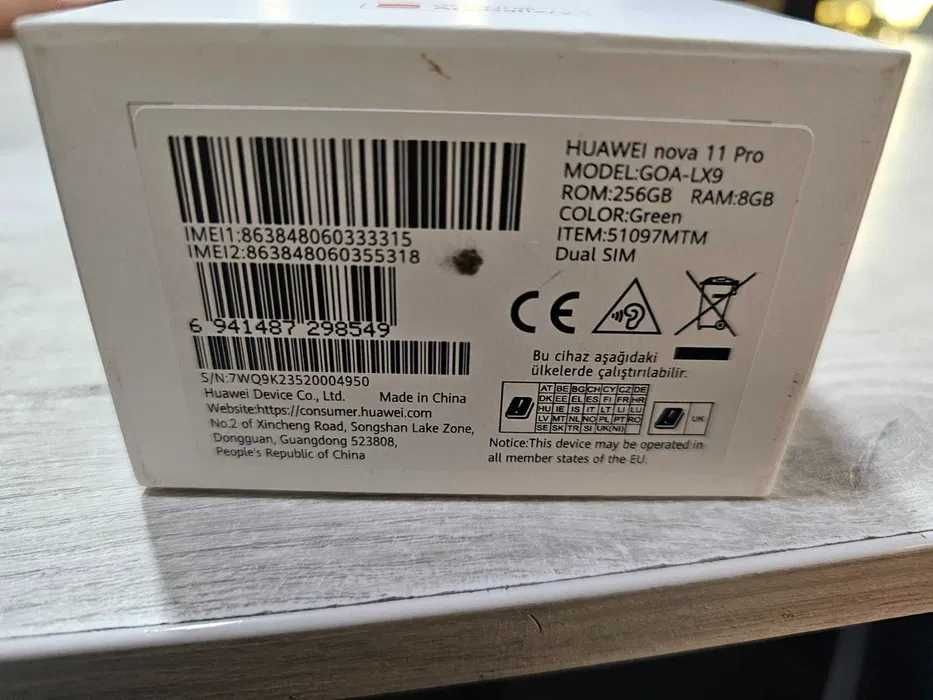 HUAWEI nova 11 Pro
MODEL:GOA-LX9
ROM:256GB RAM:8GB
COLOR:Green
ITEM:51097MTM
Dual SIM
IMEI1:863848060333315
IMEI2:863848060355318
6 941487 298549
S/N:7WQ9K23520004950
Huawei Device Co., Ltd. Made in China
Website:https://consumer.huawei.com
No.2 of Xincheng Road, Songshan Lake Zone,
Dongguan, Guangdong 523808,
People's Republic of China
CE
Bu cihaz aşağıdaki
ülkelerde çalıştırılabilir.
AT BE BG CH CY CZ DE
DK EE EL ES FI FR HR
HU IE IS IT LT LI LU
LV MT NL NO PL PT RO
SE SK TR SI UK(NI)
UK
Notice:This device may be operated in
all member states of the EU.